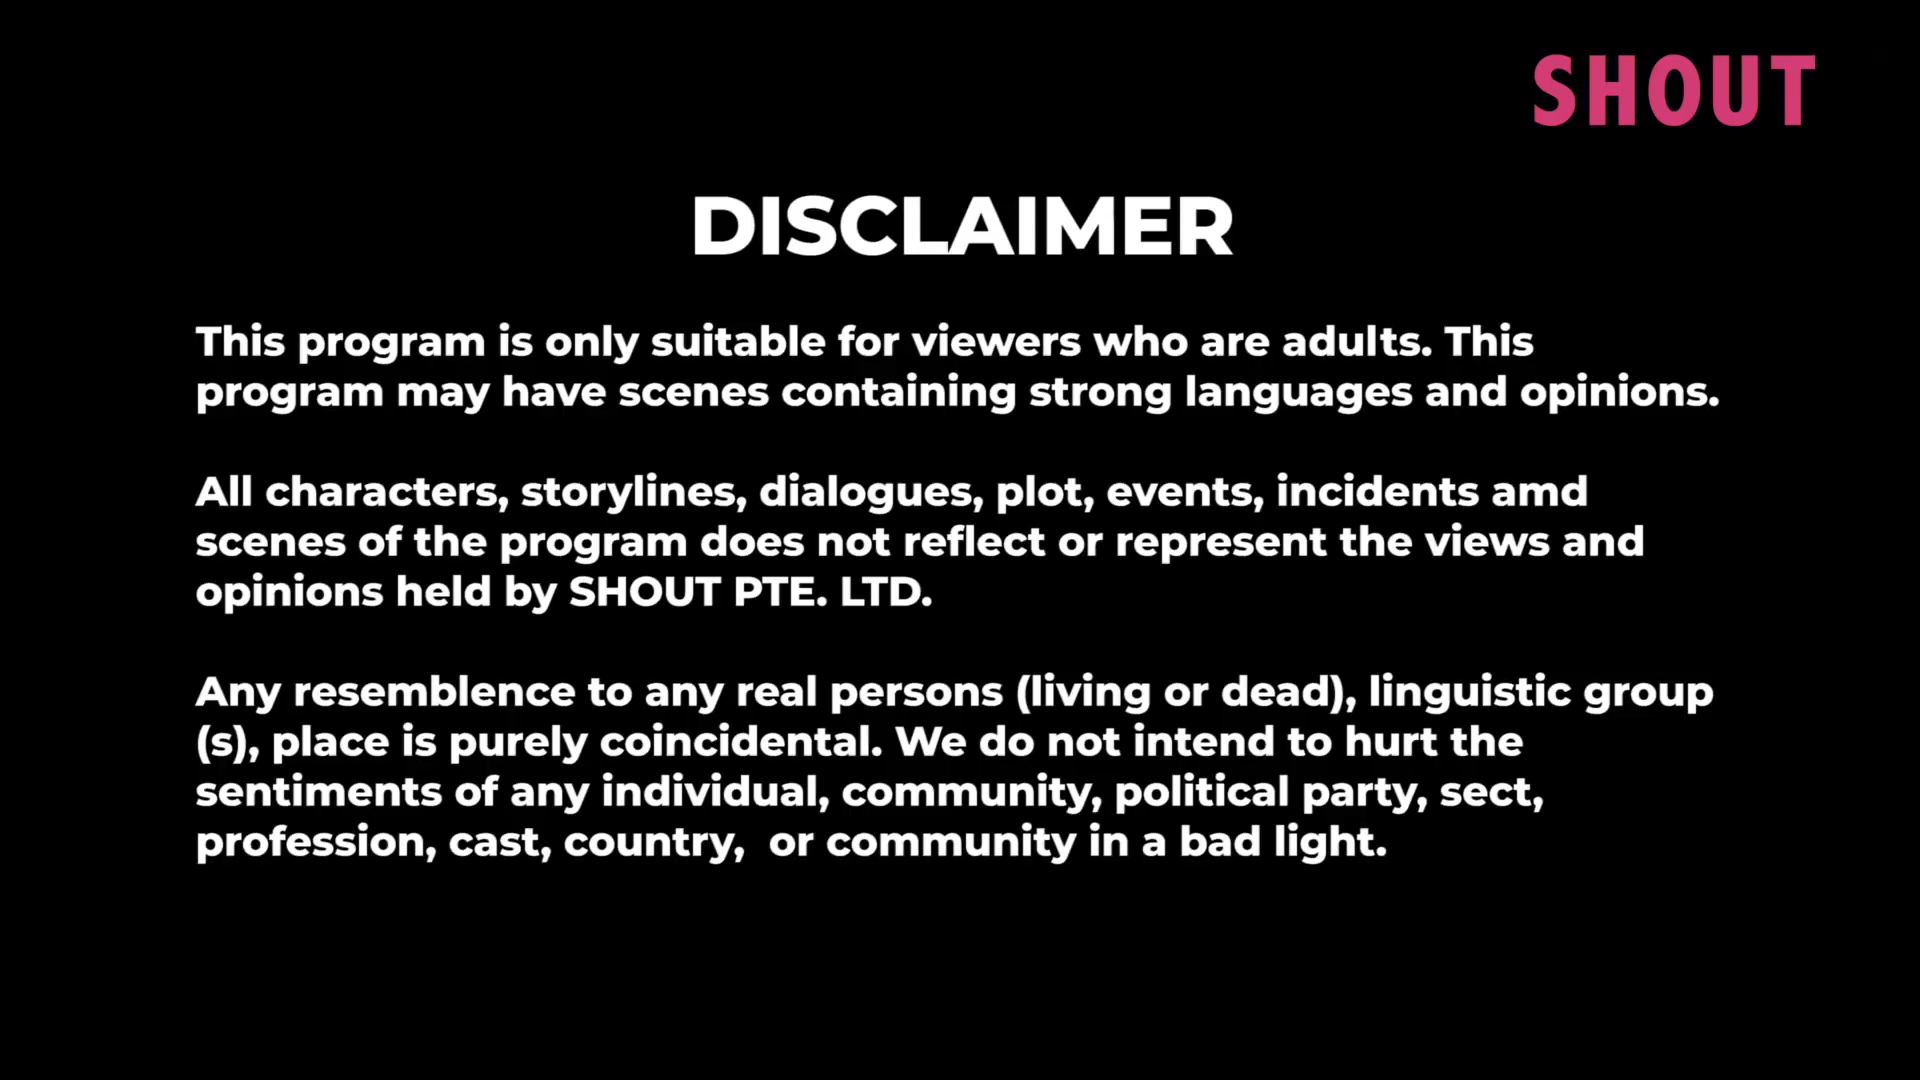 SHOUT
DISCLAIMER
This program is only suitable for viewers who are adults. This
program may have scenes containing strong languages and opinions.
All characters, storylines, dialogues, plot, events, incidents amd
scenes of the program does not reflect or represent the views and
opinions held by SHOUT PTE. LTD.
Any resemblence to any real persons (living or dead), linguistic group
(s), place is purely coincidental. We do not intend to hurt the
sentiments of any individual, community, political party, sect,
profession, cast, country,  or community in a bad light.